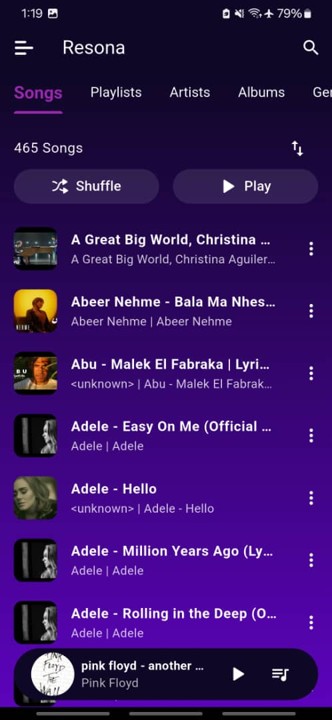 1:19 79%
Resona
Songs Playlists Artists Albums Ger
465 Songs
Shuffle Play
A Great Big World, Christina ...
A Great Big World, Christina Aguiler...
Abeer Nehme - Bala Ma Nhes...
Abeer Nehme | Abeer Nehme
Abu - Malek El Fabraka | Lyri...
<unknown> | Abu - Malek El Fabrak...
Adele - Easy On Me (Official ...
Adele | Adele
Adele - Hello
<unknown> | Adele - Hello
Adele - Million Years Ago (Ly...
Adele | Adele
Adele - Rolling in the Deep (O...
Adele | Adele
pink floyd - another ...
Pink Floyd